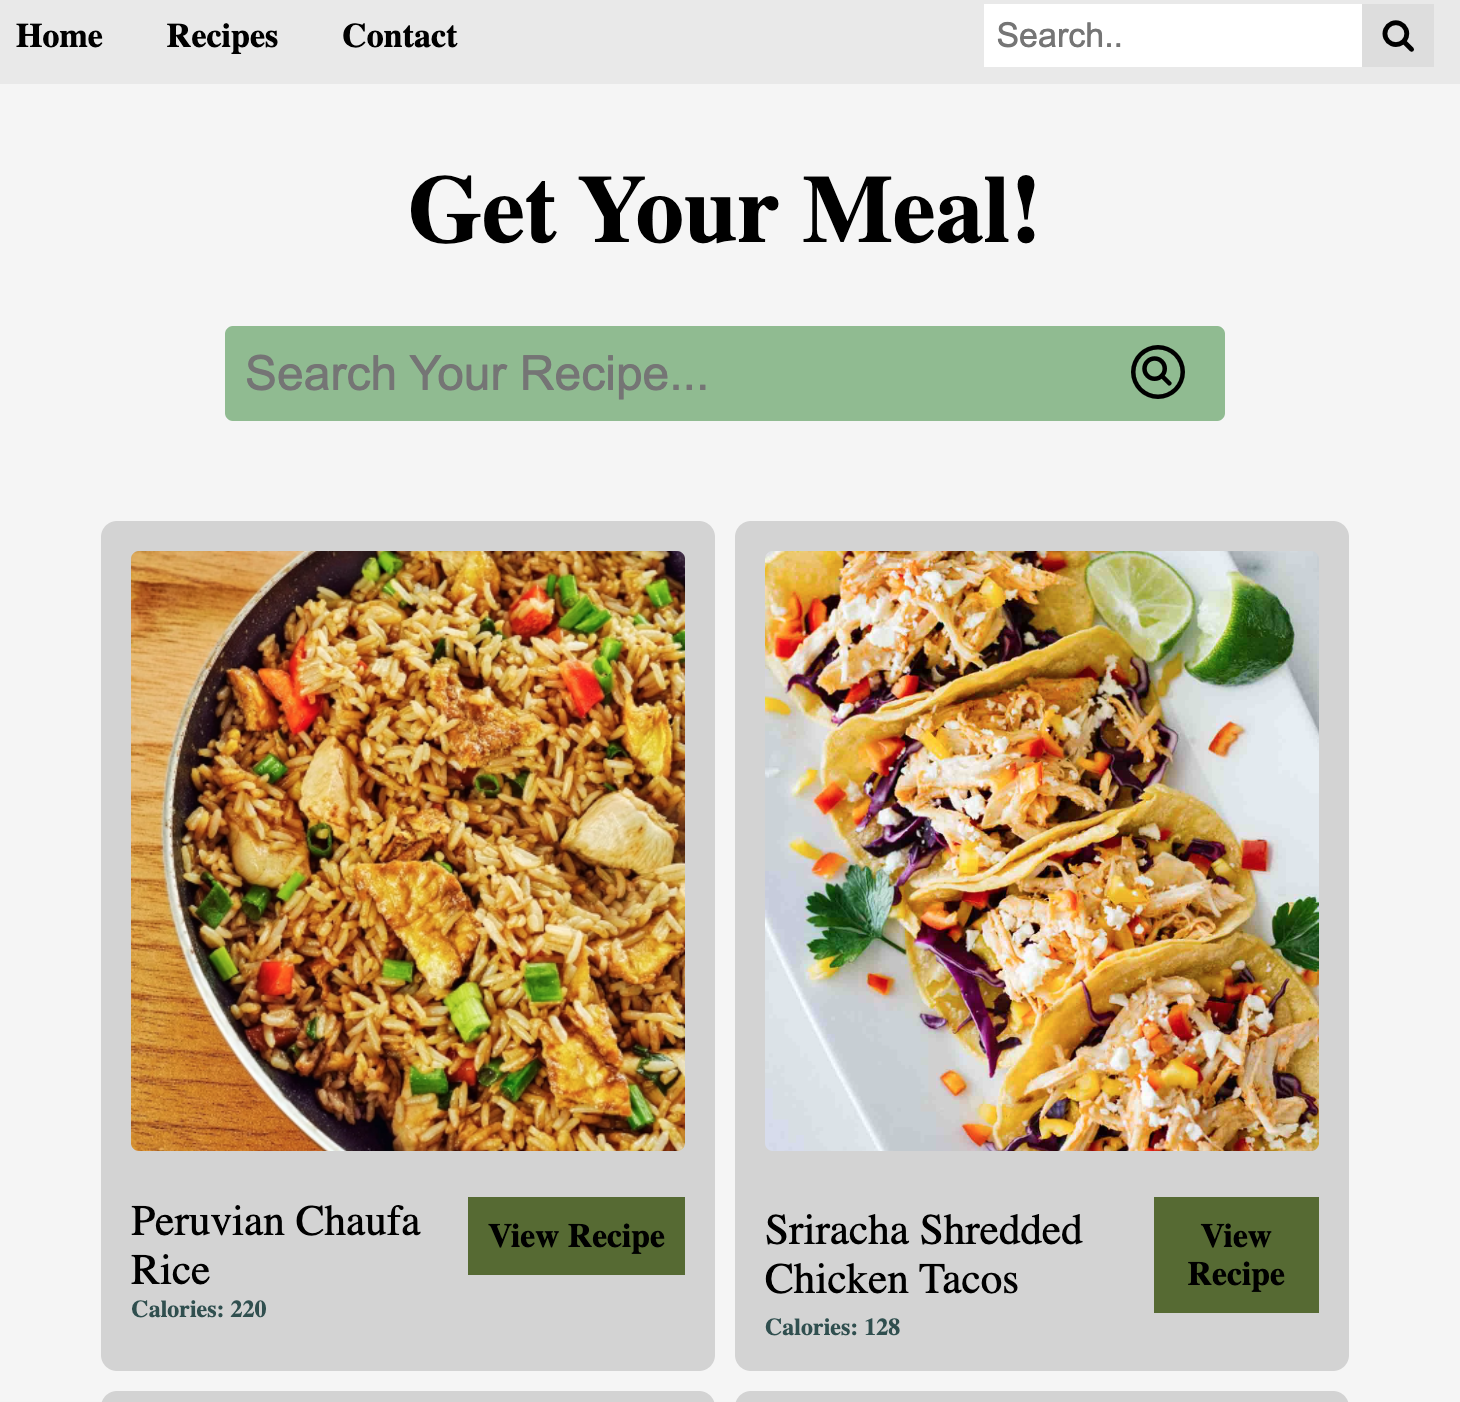 Home Recipes Contact Search..
Get Your Meal!
Search Your Recipe...
Peruvian Chaufa
Rice
Calories: 220
View Recipe
Sriracha Shredded
Chicken Tacos
Calories: 128
View
Recipe